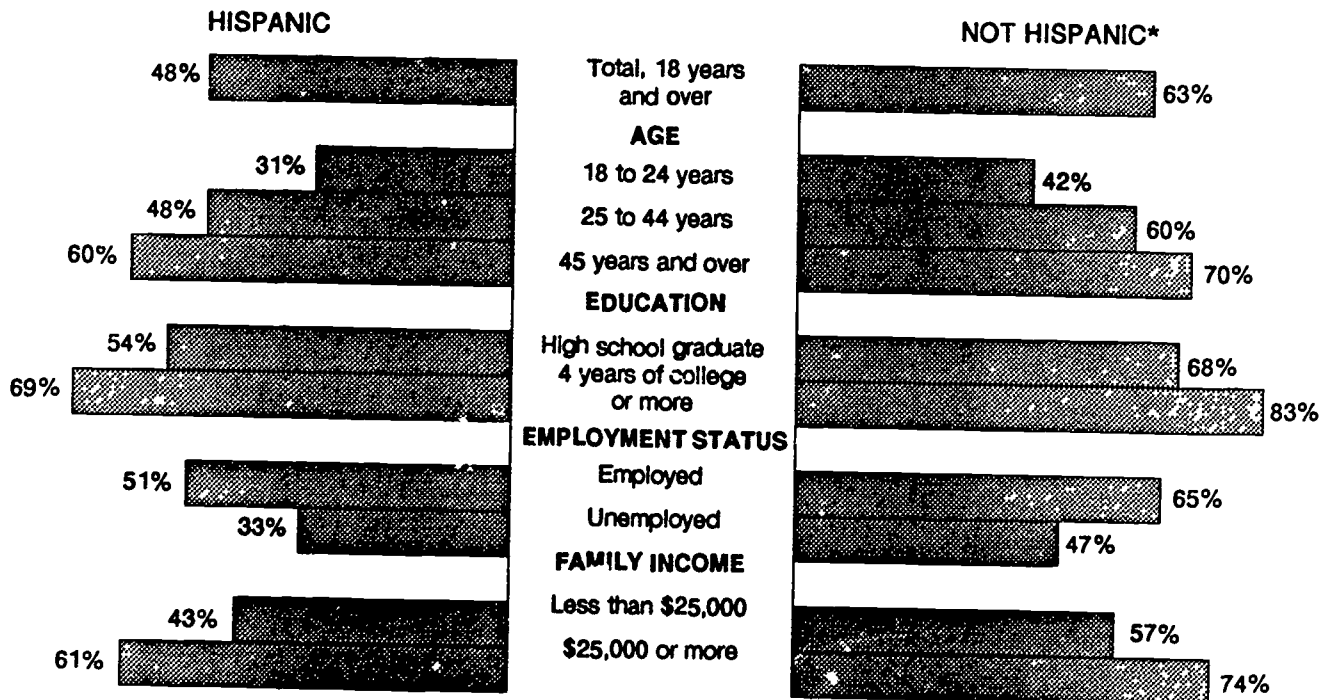 HISPANIC
NOT HISPANIC*
48%
Total, 18 years
and over
63%
AGE
31%
18 to 24 years
42%
48%
25 to 44 years
60%
60%
45 years and over
70%
EDUCATION
54%
High school graduate
68%
69%
4 years of college
or more
83%
EMPLOYMENT STATUS
51%
Employed
65%
33%
Unemployed
47%
FAMILY INCOME
43%
Less than $25,000
57%
61%
$25,000 or more
74%